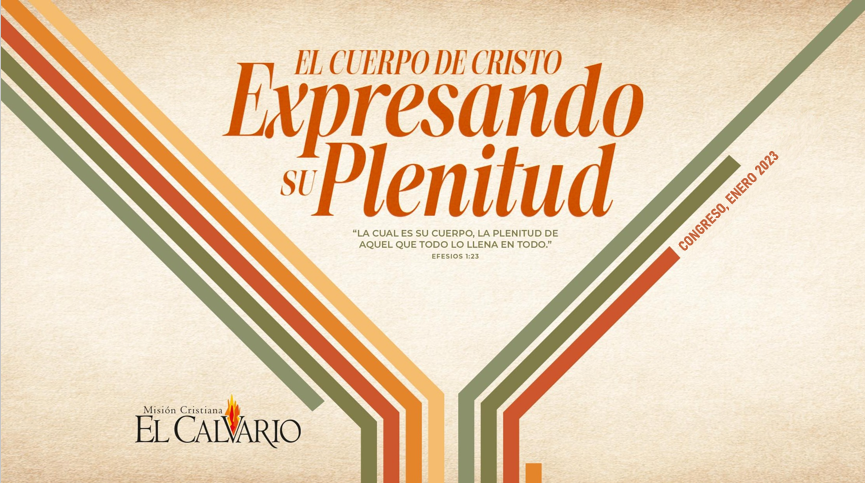 EL CUERPO DE CRISTO
Expresando
SU Plenitud
“LA CUAL ES SU CUERPO, LA PLENITUD DE
AQUEL QUE TODO LO LLENA EN TODO.”
EFESIOS 1:23
CONGRESO, ENERO 2023
Misión Cristiana
EL CALVARIO